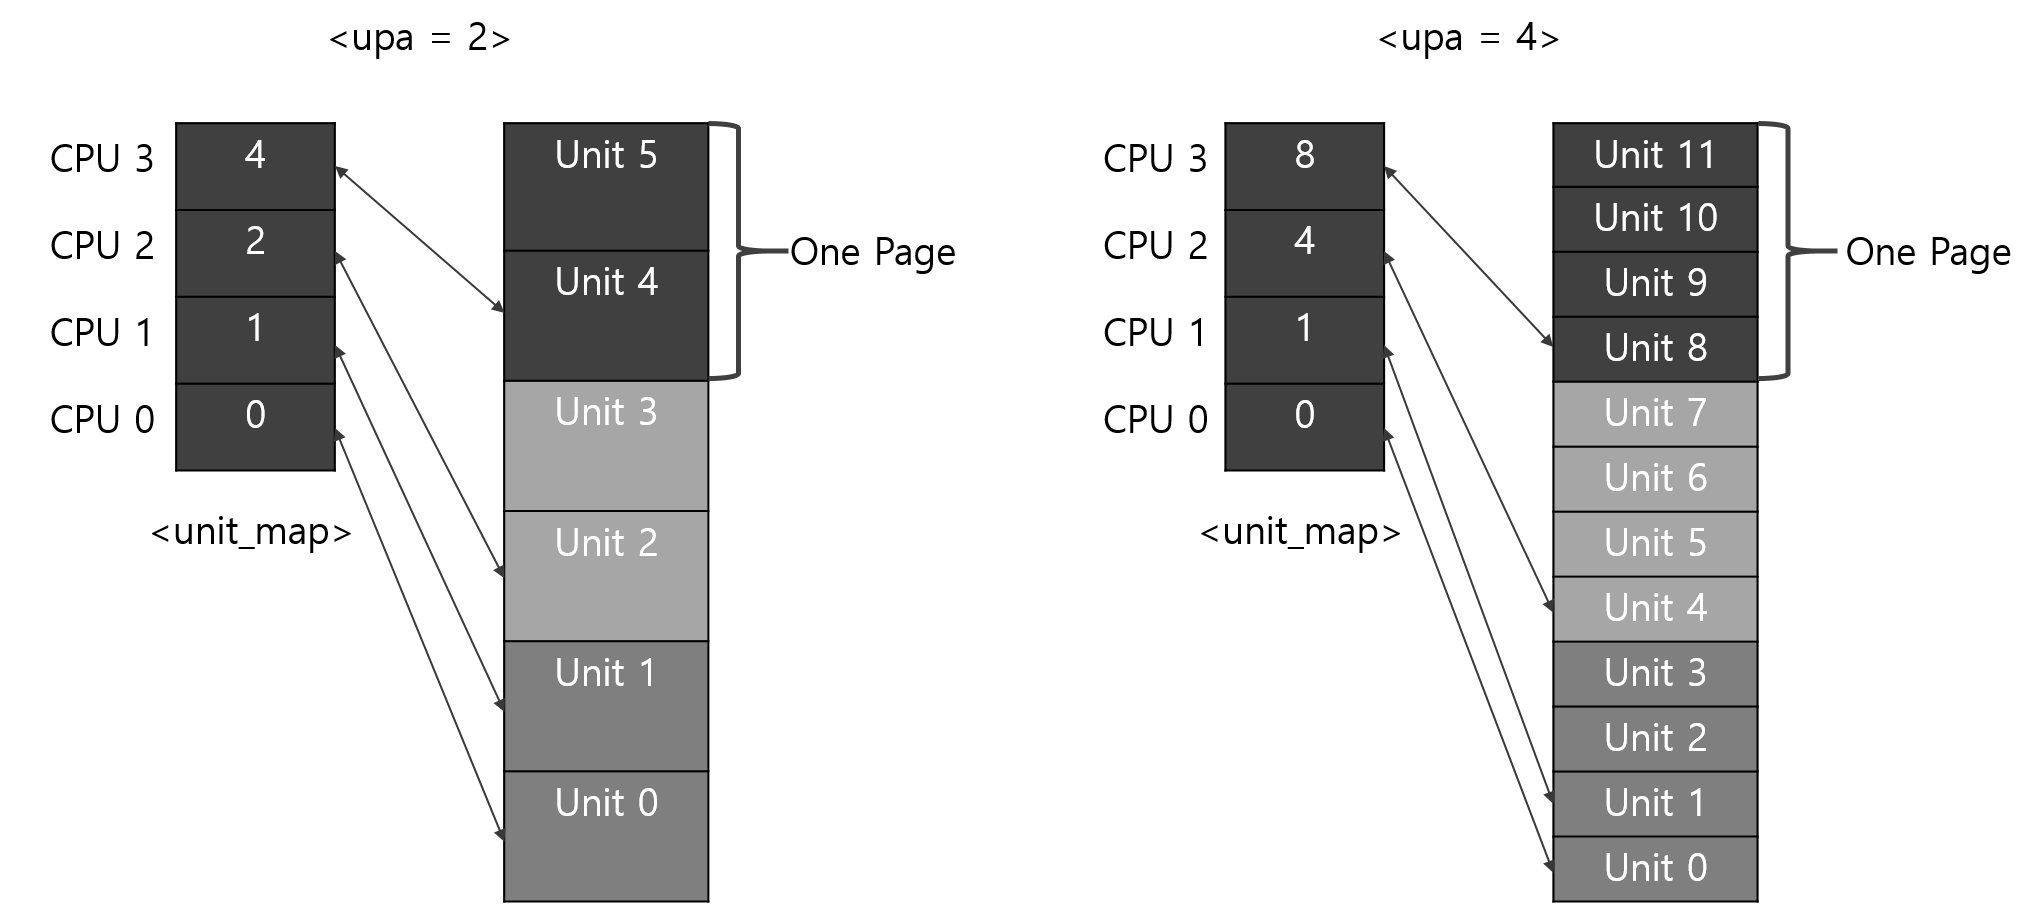 <upa = 2>
CPU 3
4
CPU 2
2
CPU 1
1
CPU 0
0
<unit_map>
Unit 5
Unit 4
Unit 3
Unit 2
Unit 1
Unit 0
One Page
<upa = 4>
CPU 3
8
CPU 2
4
CPU 1
1
CPU 0
0
<unit_map>
Unit 11
Unit 10
Unit 9
Unit 8
Unit 7
Unit 6
Unit 5
Unit 4
Unit 3
Unit 2
Unit 1
Unit 0
One Page